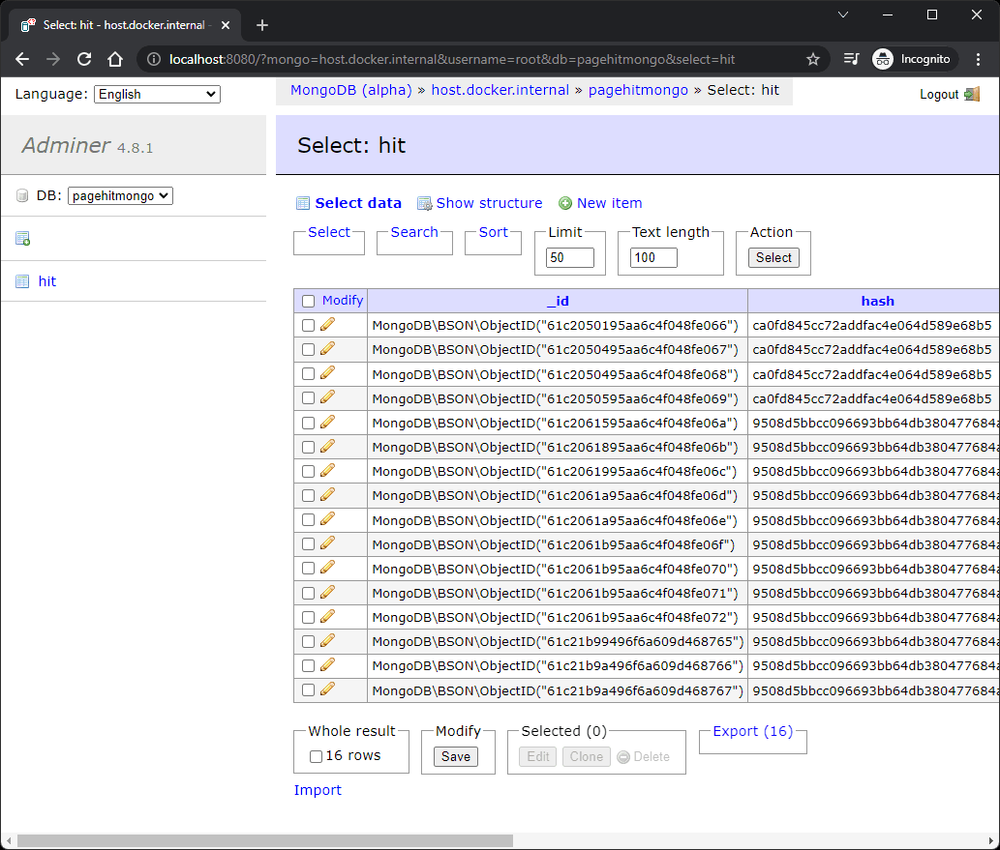 Select: hit - host.docker.internal -
localhost:8080/?mongo=host.docker.internal&username=root&db=pagehitmongo&select=hit
Incognito
Language: English
MongoDB (alpha) » host.docker.internal » pagehitmongo » Select: hit
Logout
Adminer 4.8.1
Select: hit
DB: pagehitmongo
Select data Show structure New item
Select Search Sort Limit Text length Action
50 100 Select
hit
Modify _id hash
MongoDB\BSON\ObjectID("61c2050195aa6c4f048fe066") ca0fd845cc72addfac4e064d589e68b5
MongoDB\BSON\ObjectID("61c2050495aa6c4f048fe067") ca0fd845cc72addfac4e064d589e68b5
MongoDB\BSON\ObjectID("61c2050495aa6c4f048fe068") ca0fd845cc72addfac4e064d589e68b5
MongoDB\BSON\ObjectID("61c2050595aa6c4f048fe069") ca0fd845cc72addfac4e064d589e68b5
MongoDB\BSON\ObjectID("61c2061595aa6c4f048fe06a") 9508d5bbcc096693bb64db380477684a
MongoDB\BSON\ObjectID("61c2061895aa6c4f048fe06b") 9508d5bbcc096693bb64db380477684a
MongoDB\BSON\ObjectID("61c2061995aa6c4f048fe06c") 9508d5bbcc096693bb64db380477684a
MongoDB\BSON\ObjectID("61c2061a95aa6c4f048fe06d") 9508d5bbcc096693bb64db380477684a
MongoDB\BSON\ObjectID("61c2061a95aa6c4f048fe06e") 9508d5bbcc096693bb64db380477684a
MongoDB\BSON\ObjectID("61c2061b95aa6c4f048fe06f") 9508d5bbcc096693bb64db380477684a
MongoDB\BSON\ObjectID("61c2061b95aa6c4f048fe070") 9508d5bbcc096693bb64db380477684a
MongoDB\BSON\ObjectID("61c2061b95aa6c4f048fe071") 9508d5bbcc096693bb64db380477684a
MongoDB\BSON\ObjectID("61c2061b95aa6c4f048fe072") 9508d5bbcc096693bb64db380477684a
MongoDB\BSON\ObjectID("61c21b99496f6a609d468765") 9508d5bbcc096693bb64db380477684a
MongoDB\BSON\ObjectID("61c21b9a496f6a609d468766") 9508d5bbcc096693bb64db380477684a
MongoDB\BSON\ObjectID("61c21b9a496f6a609d468767") 9508d5bbcc096693bb64db380477684a
Whole result Modify Selected (0) Export (16)
16 rows Save Edit Clone Delete
Import